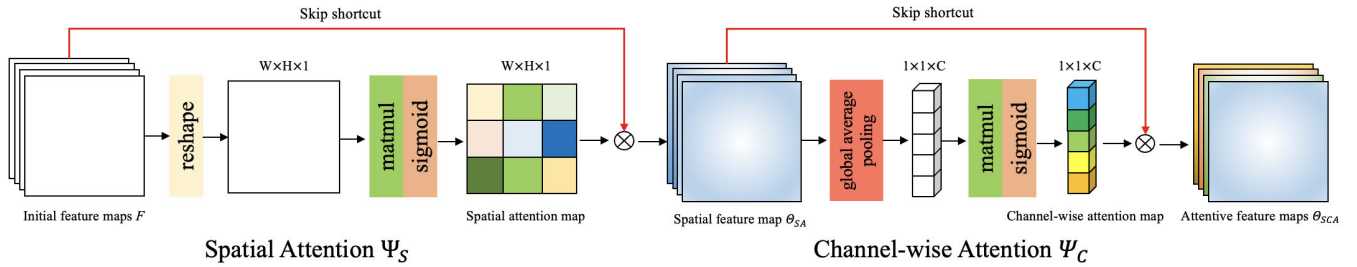 Skip shortcut
Skip shortcut
W×H×1
W×H×1
1×1×C
1×1×C
reshape
matmul
sigmoid
global average
pooling
matmul
sigmoid
Initial feature maps F
Spatial attention map
Spatial feature map Θ_SA
Channel-wise attention map
Attentive feature maps Θ_SCA
Spatial Attention Ψ_S
Channel-wise Attention Ψ_C